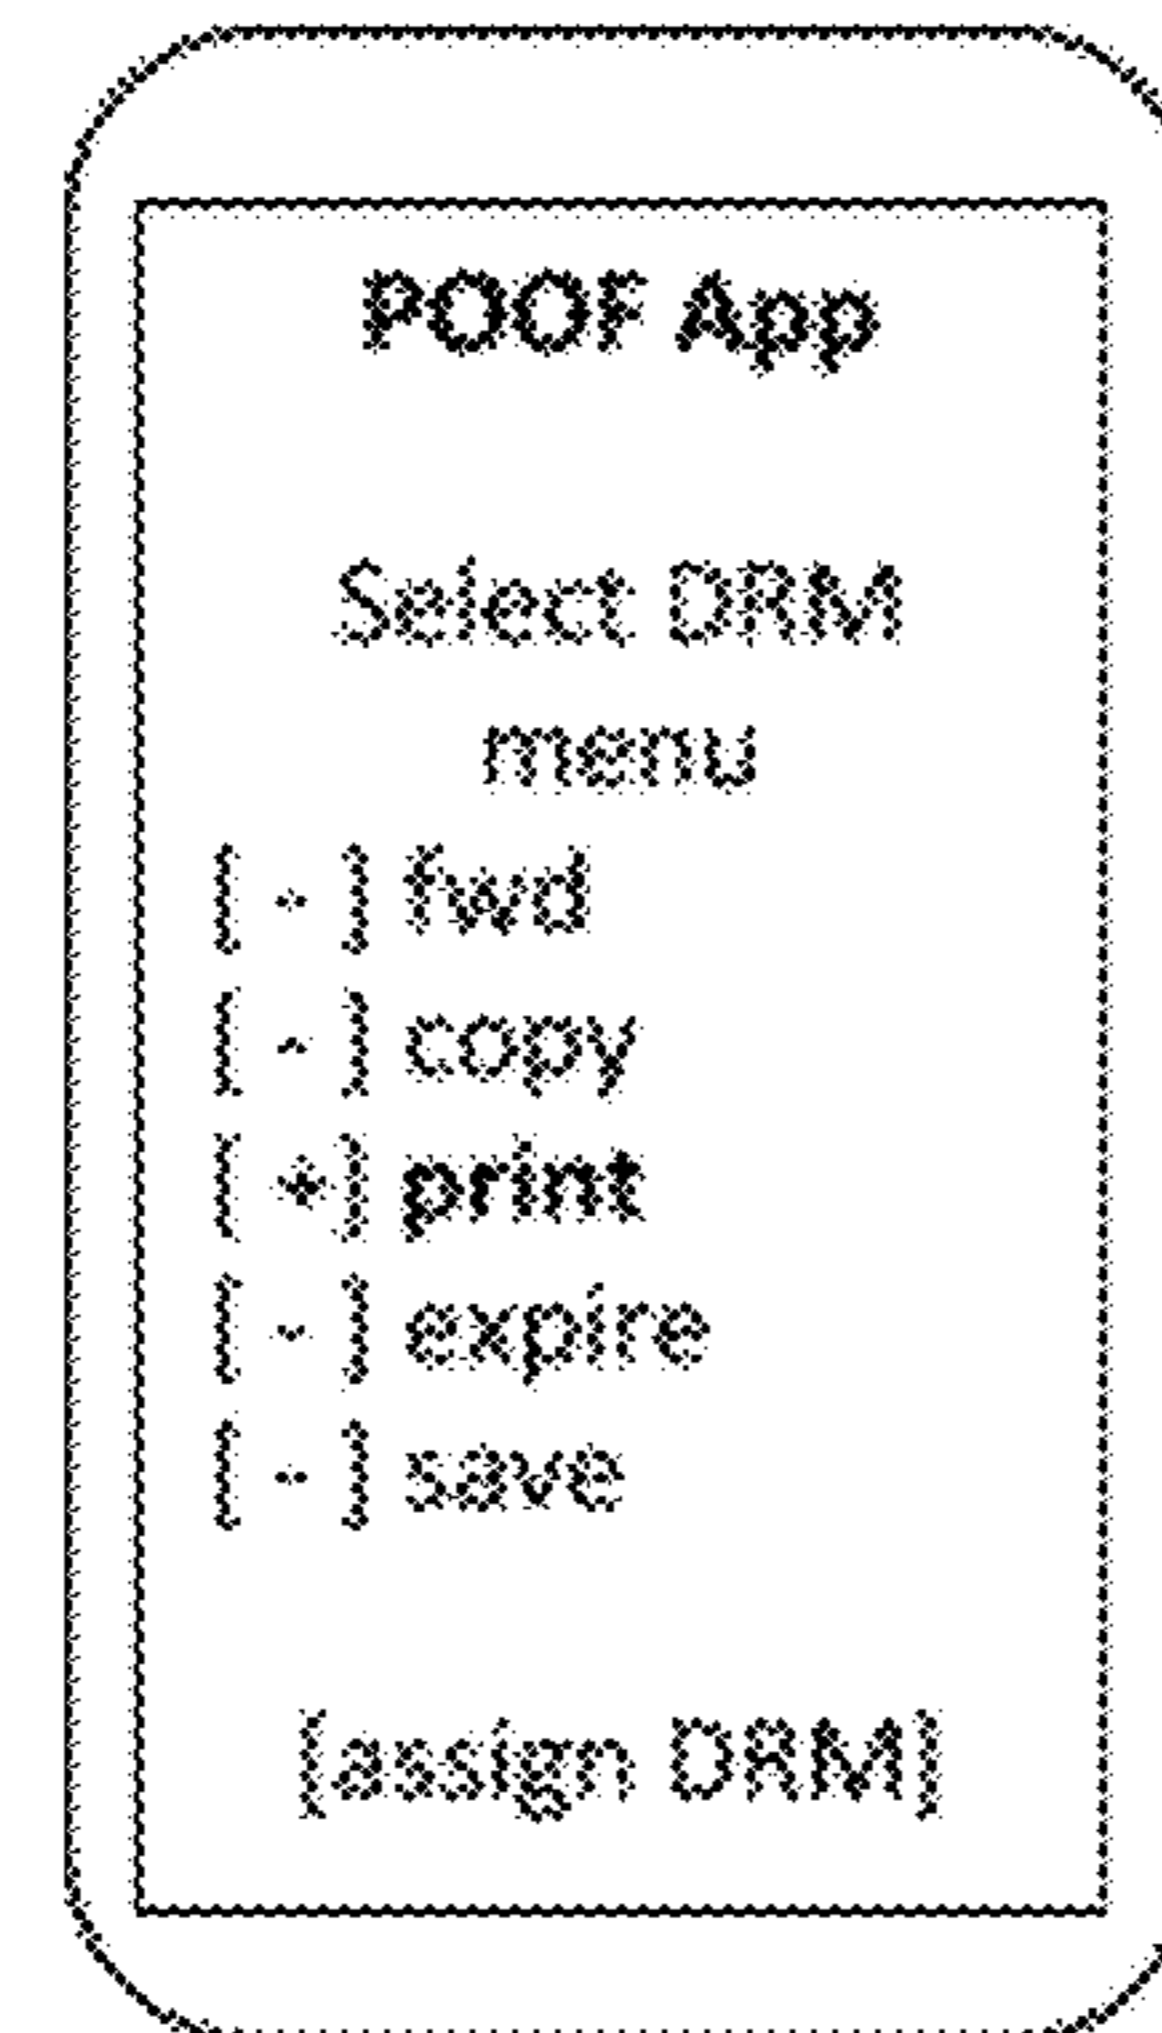 POOF App
Select DRM
menu
[ - ] fwd
[ - ] copy
[ +] print
[ - ] expire
[ - ] save
[assign DRM]